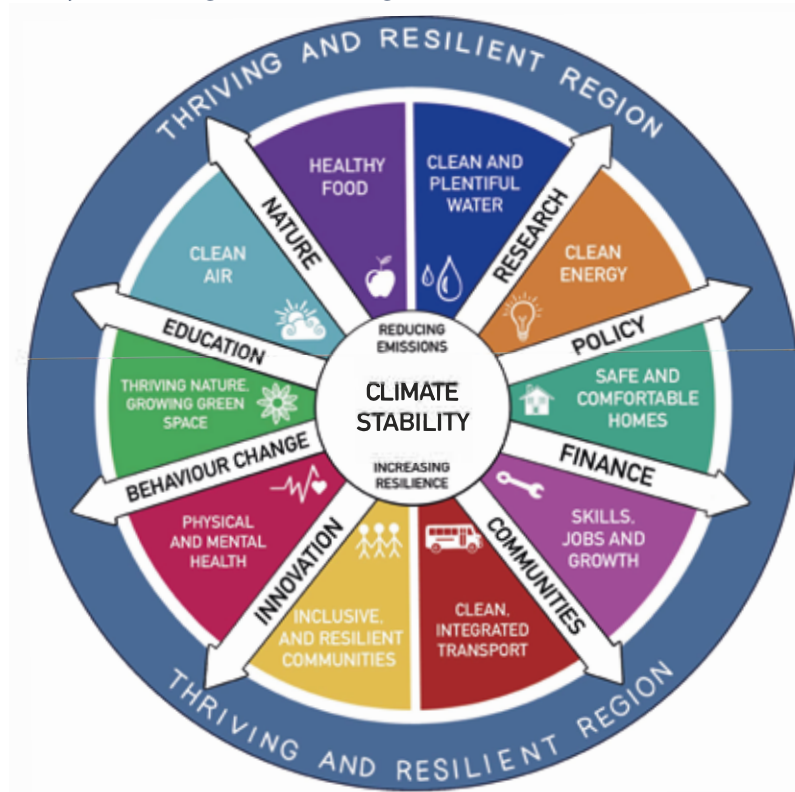 THRIVING AND RESILIENT REGION
HEALTHY
FOOD
CLEAN AND
PLENTIFUL
WATER
NATURE
RESEARCH
CLEAN
AIR
CLEAN
ENERGY
EDUCATION
POLICY
REDUCING
EMISSIONS
CLIMATE
STABILITY
INCREASING
RESILIENCE
THRIVING NATURE,
GROWING GREEN
SPACE
SAFE AND
COMFORTABLE
HOMES
BEHAVIOUR CHANGE
FINANCE
PHYSICAL
AND MENTAL
HEALTH
SKILLS,
JOBS AND
GROWTH
INNOVATION
COMMUNITIES
INCLUSIVE,
AND RESILIENT
COMMUNITIES
CLEAN,
INTEGRATED
TRANSPORT
THRIVING AND RESILIENT REGION